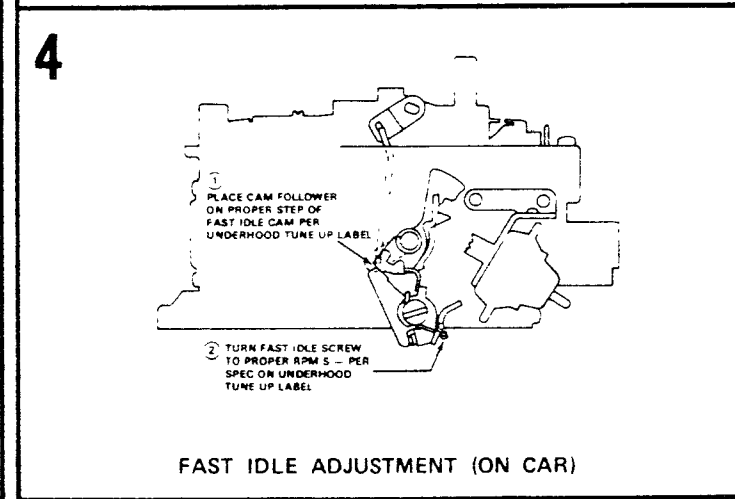 4
①
PLACE CAM FOLLOWER
ON PROPER STEP OF
FAST IDLE CAM PER
UNDERHOOD TUNE UP LABEL
② TURN FAST IDLE SCREW
TO PROPER RPM S — PER
SPEC ON UNDERHOOD
TUNE UP LABEL
FAST IDLE ADJUSTMENT (ON CAR)